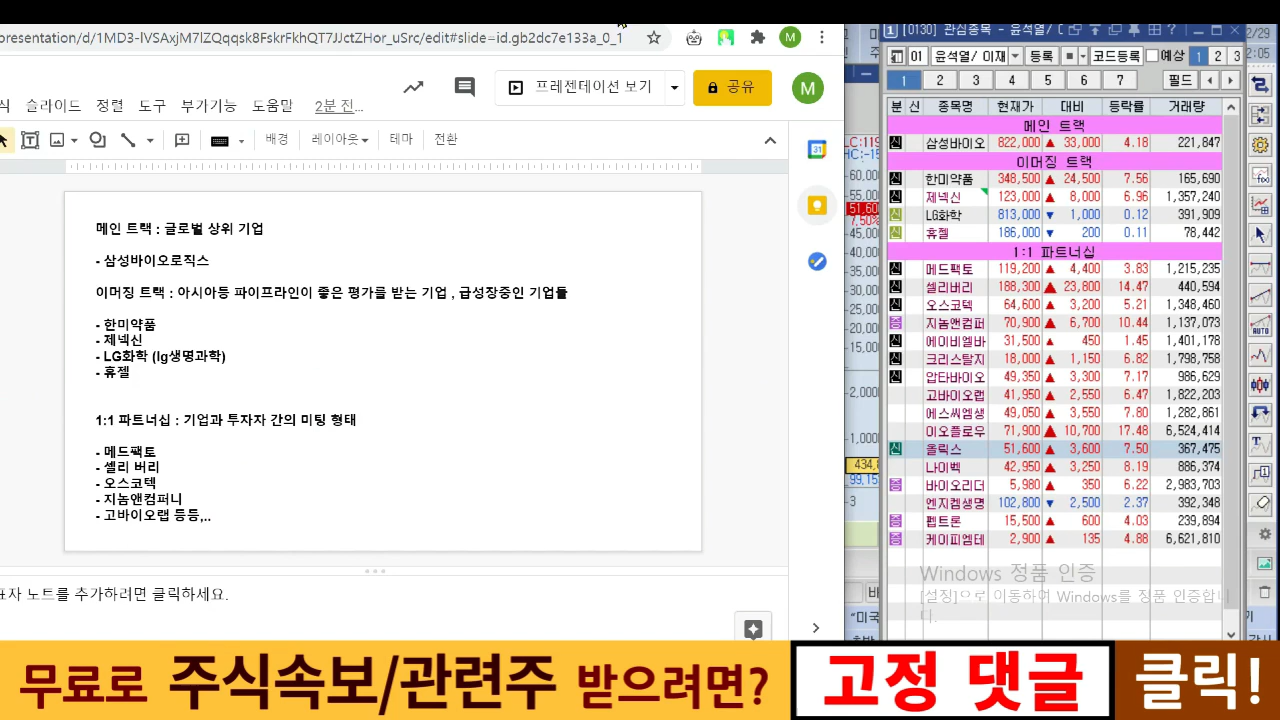 presentation/d/1MD3-IVSAxjM7lZQqqsk8FHErkhQT7JJctZHor_uSrc/edit#slide=id.gb2dc7e133a_0_1
M
식 슬라이드 정렬 도구 부가기능 도움말 2분 전...
프레젠테이션 보기
공유
M
배경 레이아웃 테마 전환
31
메인 트랙 : 글로벌 상위 기업
- 삼성바이오로직스
이머징 트랙 : 아시아등 파이프라인이 좋은 평가를 받는 기업 , 급성장중인 기업들
- 한미약품
- 제넥신
- LG화학 (lg생명과학)
- 휴젤
1:1 파트너십 : 기업과 투자자 간의 미팅 형태
- 메드팩토
- 셀리 버리
- 오스코텍
- 지놈앤컴퍼니
- 고바이오랩 등등,..
표자 노트를 추가하려면 클릭하세요.
1 [0130] 관심종목 - 윤석열/
01 윤석열/ 이재 등록 코드등록 예상 1 2 3
1 2 3 4 5 6 7 필드
분 신 종목명 현재가 대비 등락률 거래량
메인 트랙
신 삼성바이오 822,000 ▲ 33,000 4.18 221,847
이머징 트랙
신 한미약품 348,500 ▲ 24,500 7.56 165,690
신 제넥신 123,000 ▲ 8,000 6.96 1,357,240
신 LG화학 813,000 ▼ 1,000 0.12 391,909
신 휴젤 186,000 ▼ 200 0.11 78,442
1:1 파트너십
신 메드팩토 119,200 ▲ 4,400 3.83 1,215,235
신 셀리버리 188,300 ▲ 23,800 14.47 440,594
신 오스코텍 64,600 ▲ 3,200 5.21 1,348,460
증 지놈앤컴퍼 70,900 ▲ 6,700 10.44 1,137,073
신 에이비엘바 31,500 ▲ 450 1.45 1,401,178
신 크리스탈지 18,000 ▲ 1,150 6.82 1,798,758
신 압타바이오 49,350 ▲ 3,300 7.17 986,629
고바이오랩 41,950 ▲ 2,550 6.47 1,822,203
에스씨엠생 49,050 ▲ 3,550 7.80 1,282,861
이오플로우 71,900 ▲ 10,700 17.48 6,524,414
신 올릭스 51,600 ▲ 3,600 7.50 367,475
나이벡 42,950 ▲ 3,250 8.19 886,374
증 바이오리더 5,980 ▲ 350 6.22 2,983,703
엔지켐생명 102,800 ▼ 2,500 2.37 392,348
증 펩트론 15,500 ▲ 600 4.03 239,894
증 케이피엠테 2,900 ▲ 135 4.88 6,621,810
Windows 정품 인증
[설정]으로 이동하여 Windows를 정품 인증합니다.
무료로 주식속보/관련주 받으려면?
고정 댓글
클릭!